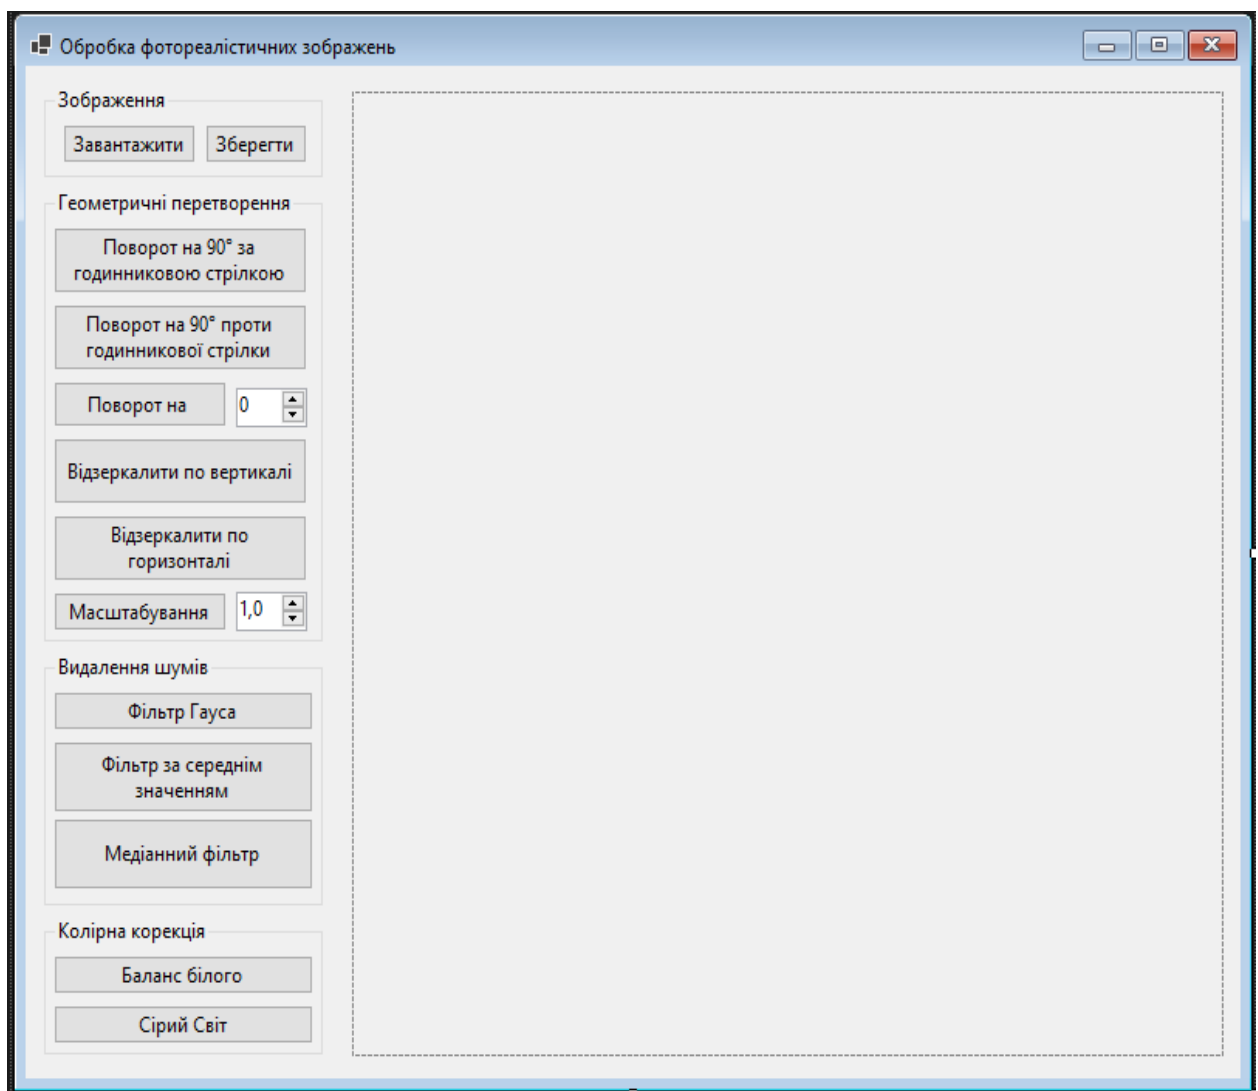 Обробка фотореалістичних зображень
Зображення
Завантажити
Зберегти
Геометричні перетворення
Поворот на 90° за
годинниковою стрілкою
Поворот на 90° проти
годинникової стрілки
Поворот на
0
Відзеркалити по вертикалі
Відзеркалити по
горизонталі
Масштабування
1,0
Видалення шумів
Фільтр Гауса
Фільтр за середнім
значенням
Медіанний фільтр
Колірна корекція
Баланс білого
Сірий Світ